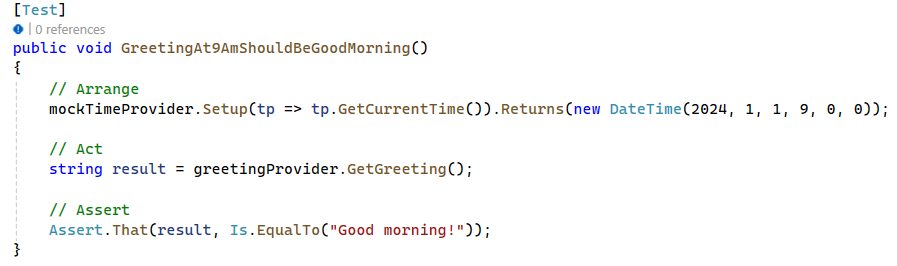 [Test]
| 0 references
public void GreetingAt9AmShouldBeGoodMorning()
{
    // Arrange
    mockTimeProvider.Setup(tp => tp.GetCurrentTime()).Returns(new DateTime(2024, 1, 1, 9, 0, 0));
    // Act
    string result = greetingProvider.GetGreeting();
    // Assert
    Assert.That(result, Is.EqualTo("Good morning!"));
}